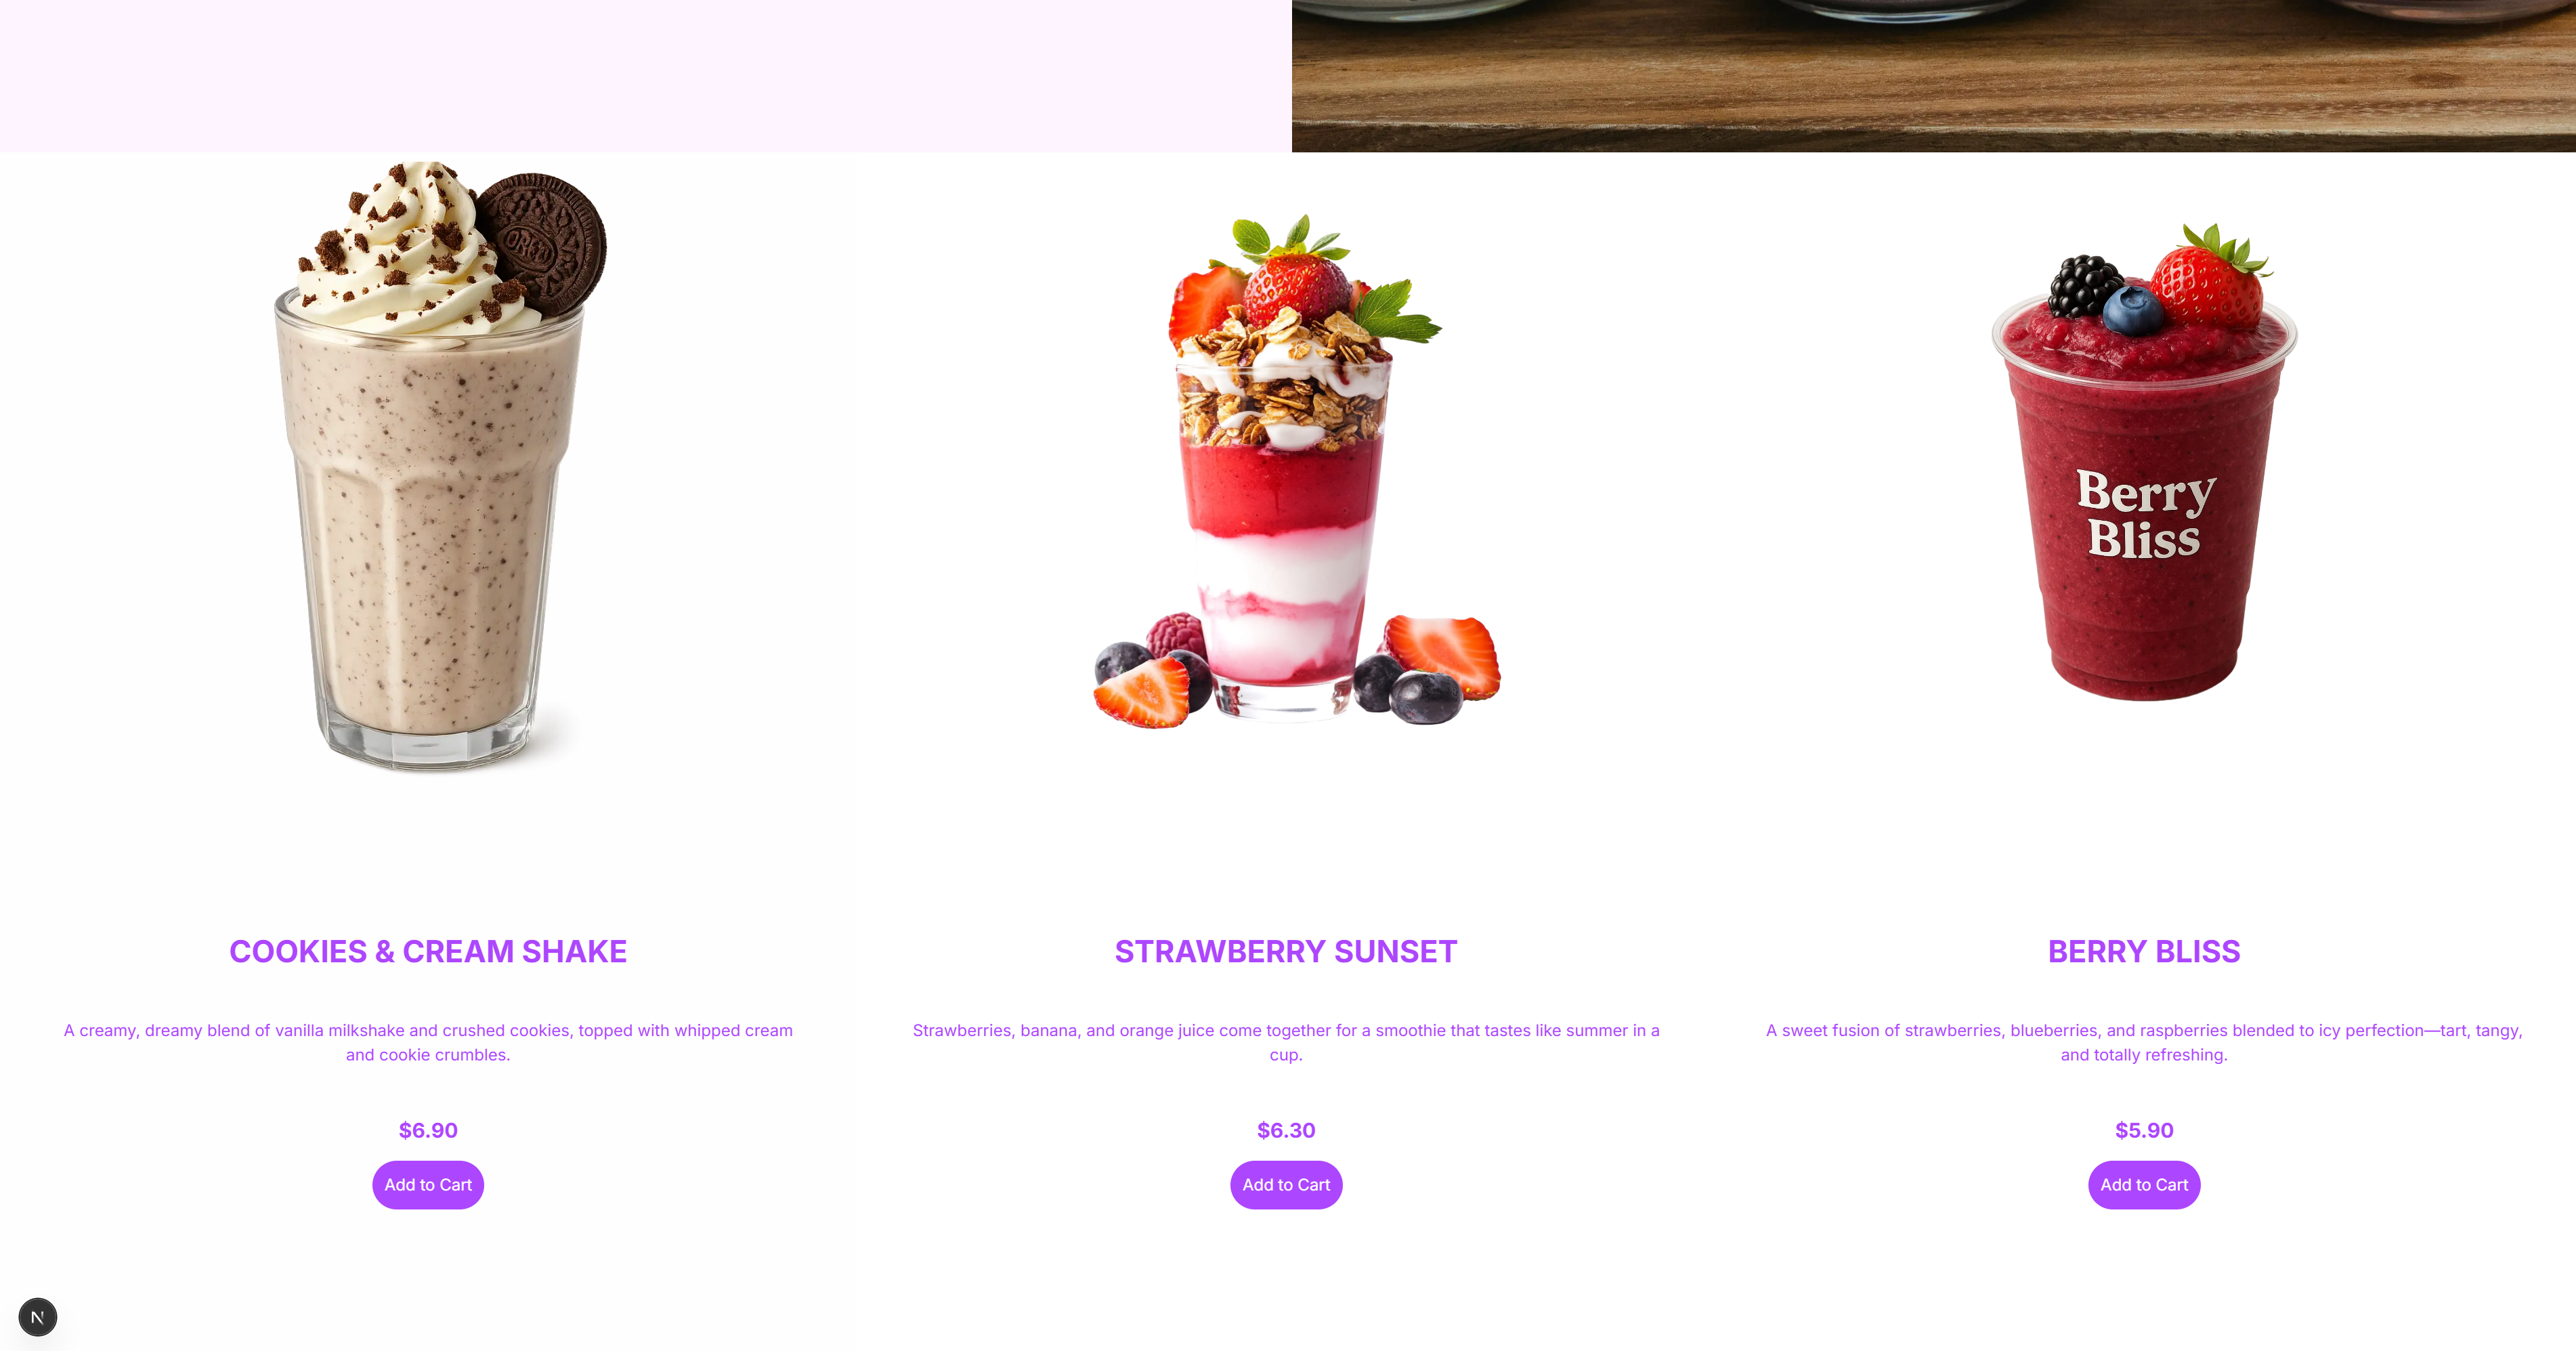 OREO
Berry
Bliss
COOKIES & CREAM SHAKE
A creamy, dreamy blend of vanilla milkshake and crushed cookies, topped with whipped cream
and cookie crumbles.
$6.90
Add to Cart
STRAWBERRY SUNSET
Strawberries, banana, and orange juice come together for a smoothie that tastes like summer in a
cup.
$6.30
Add to Cart
BERRY BLISS
A sweet fusion of strawberries, blueberries, and raspberries blended to icy perfection—tart, tangy,
and totally refreshing.
$5.90
Add to Cart
N